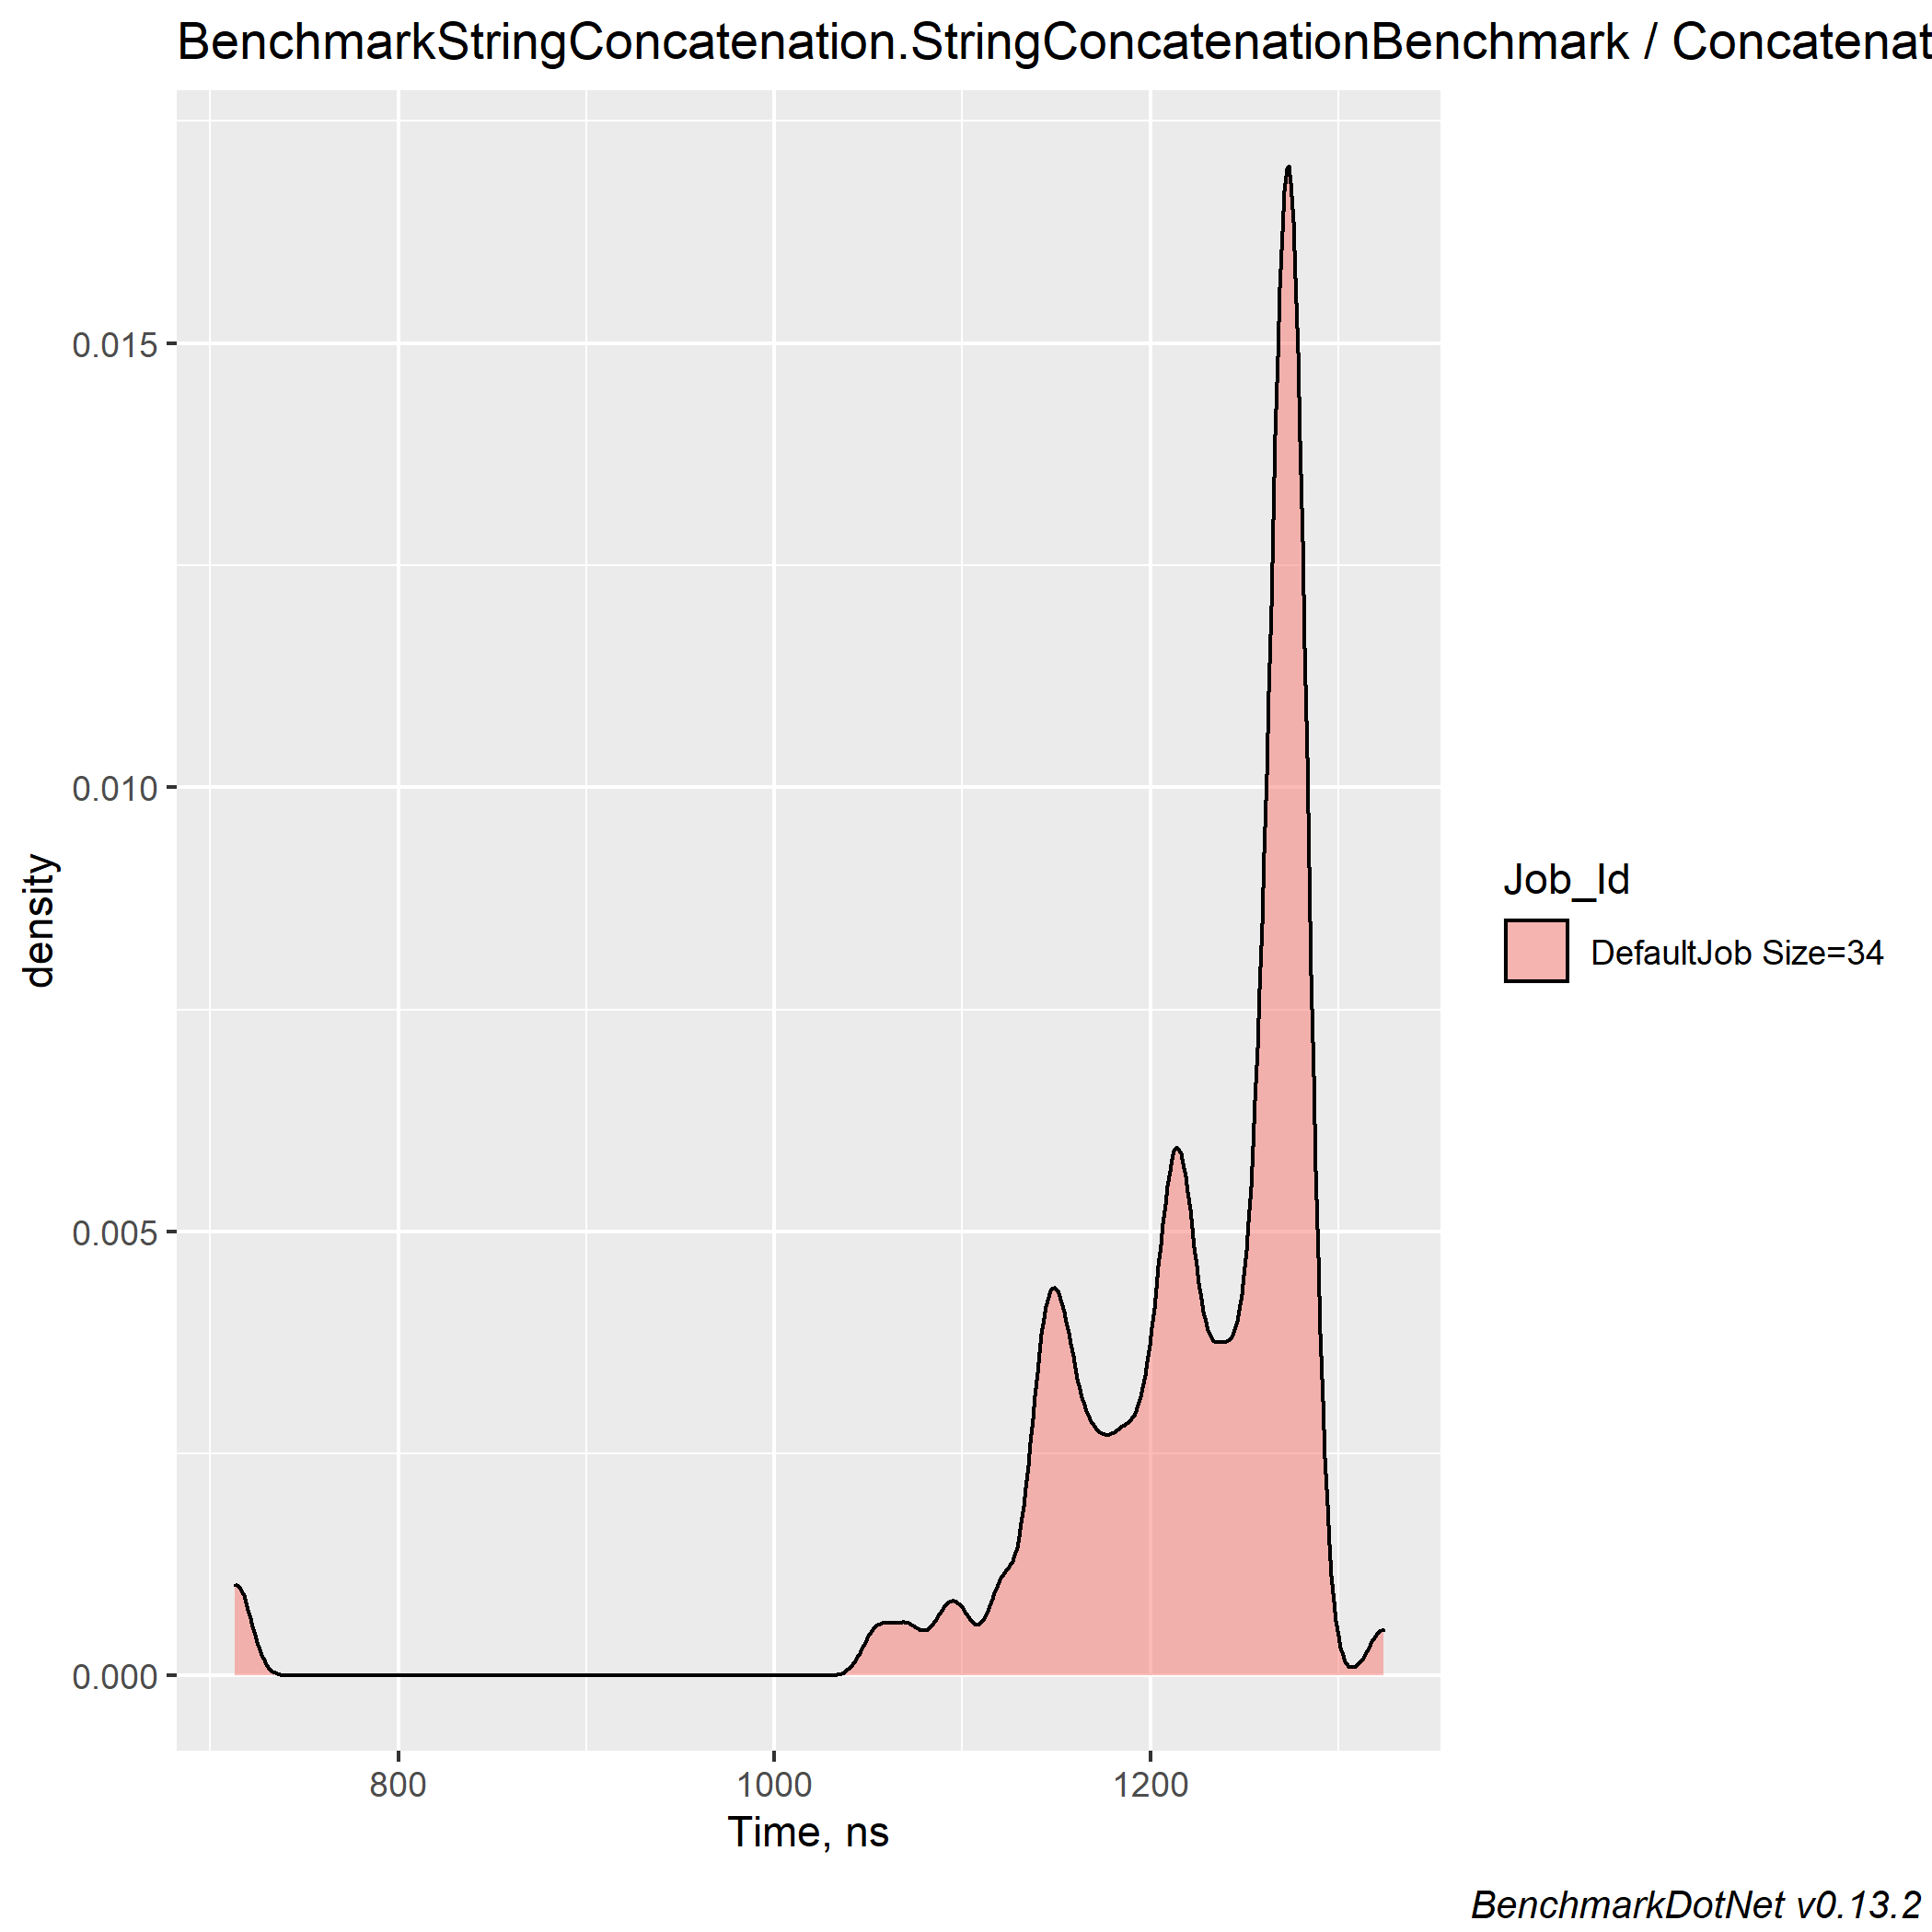 BenchmarkStringConcatenation.StringConcatenationBenchmark / Concatenat
0.015
0.010
0.005
0.000
density
800 1000 1200
Time, ns
Job_Id
DefaultJob Size=34
BenchmarkDotNet v0.13.2